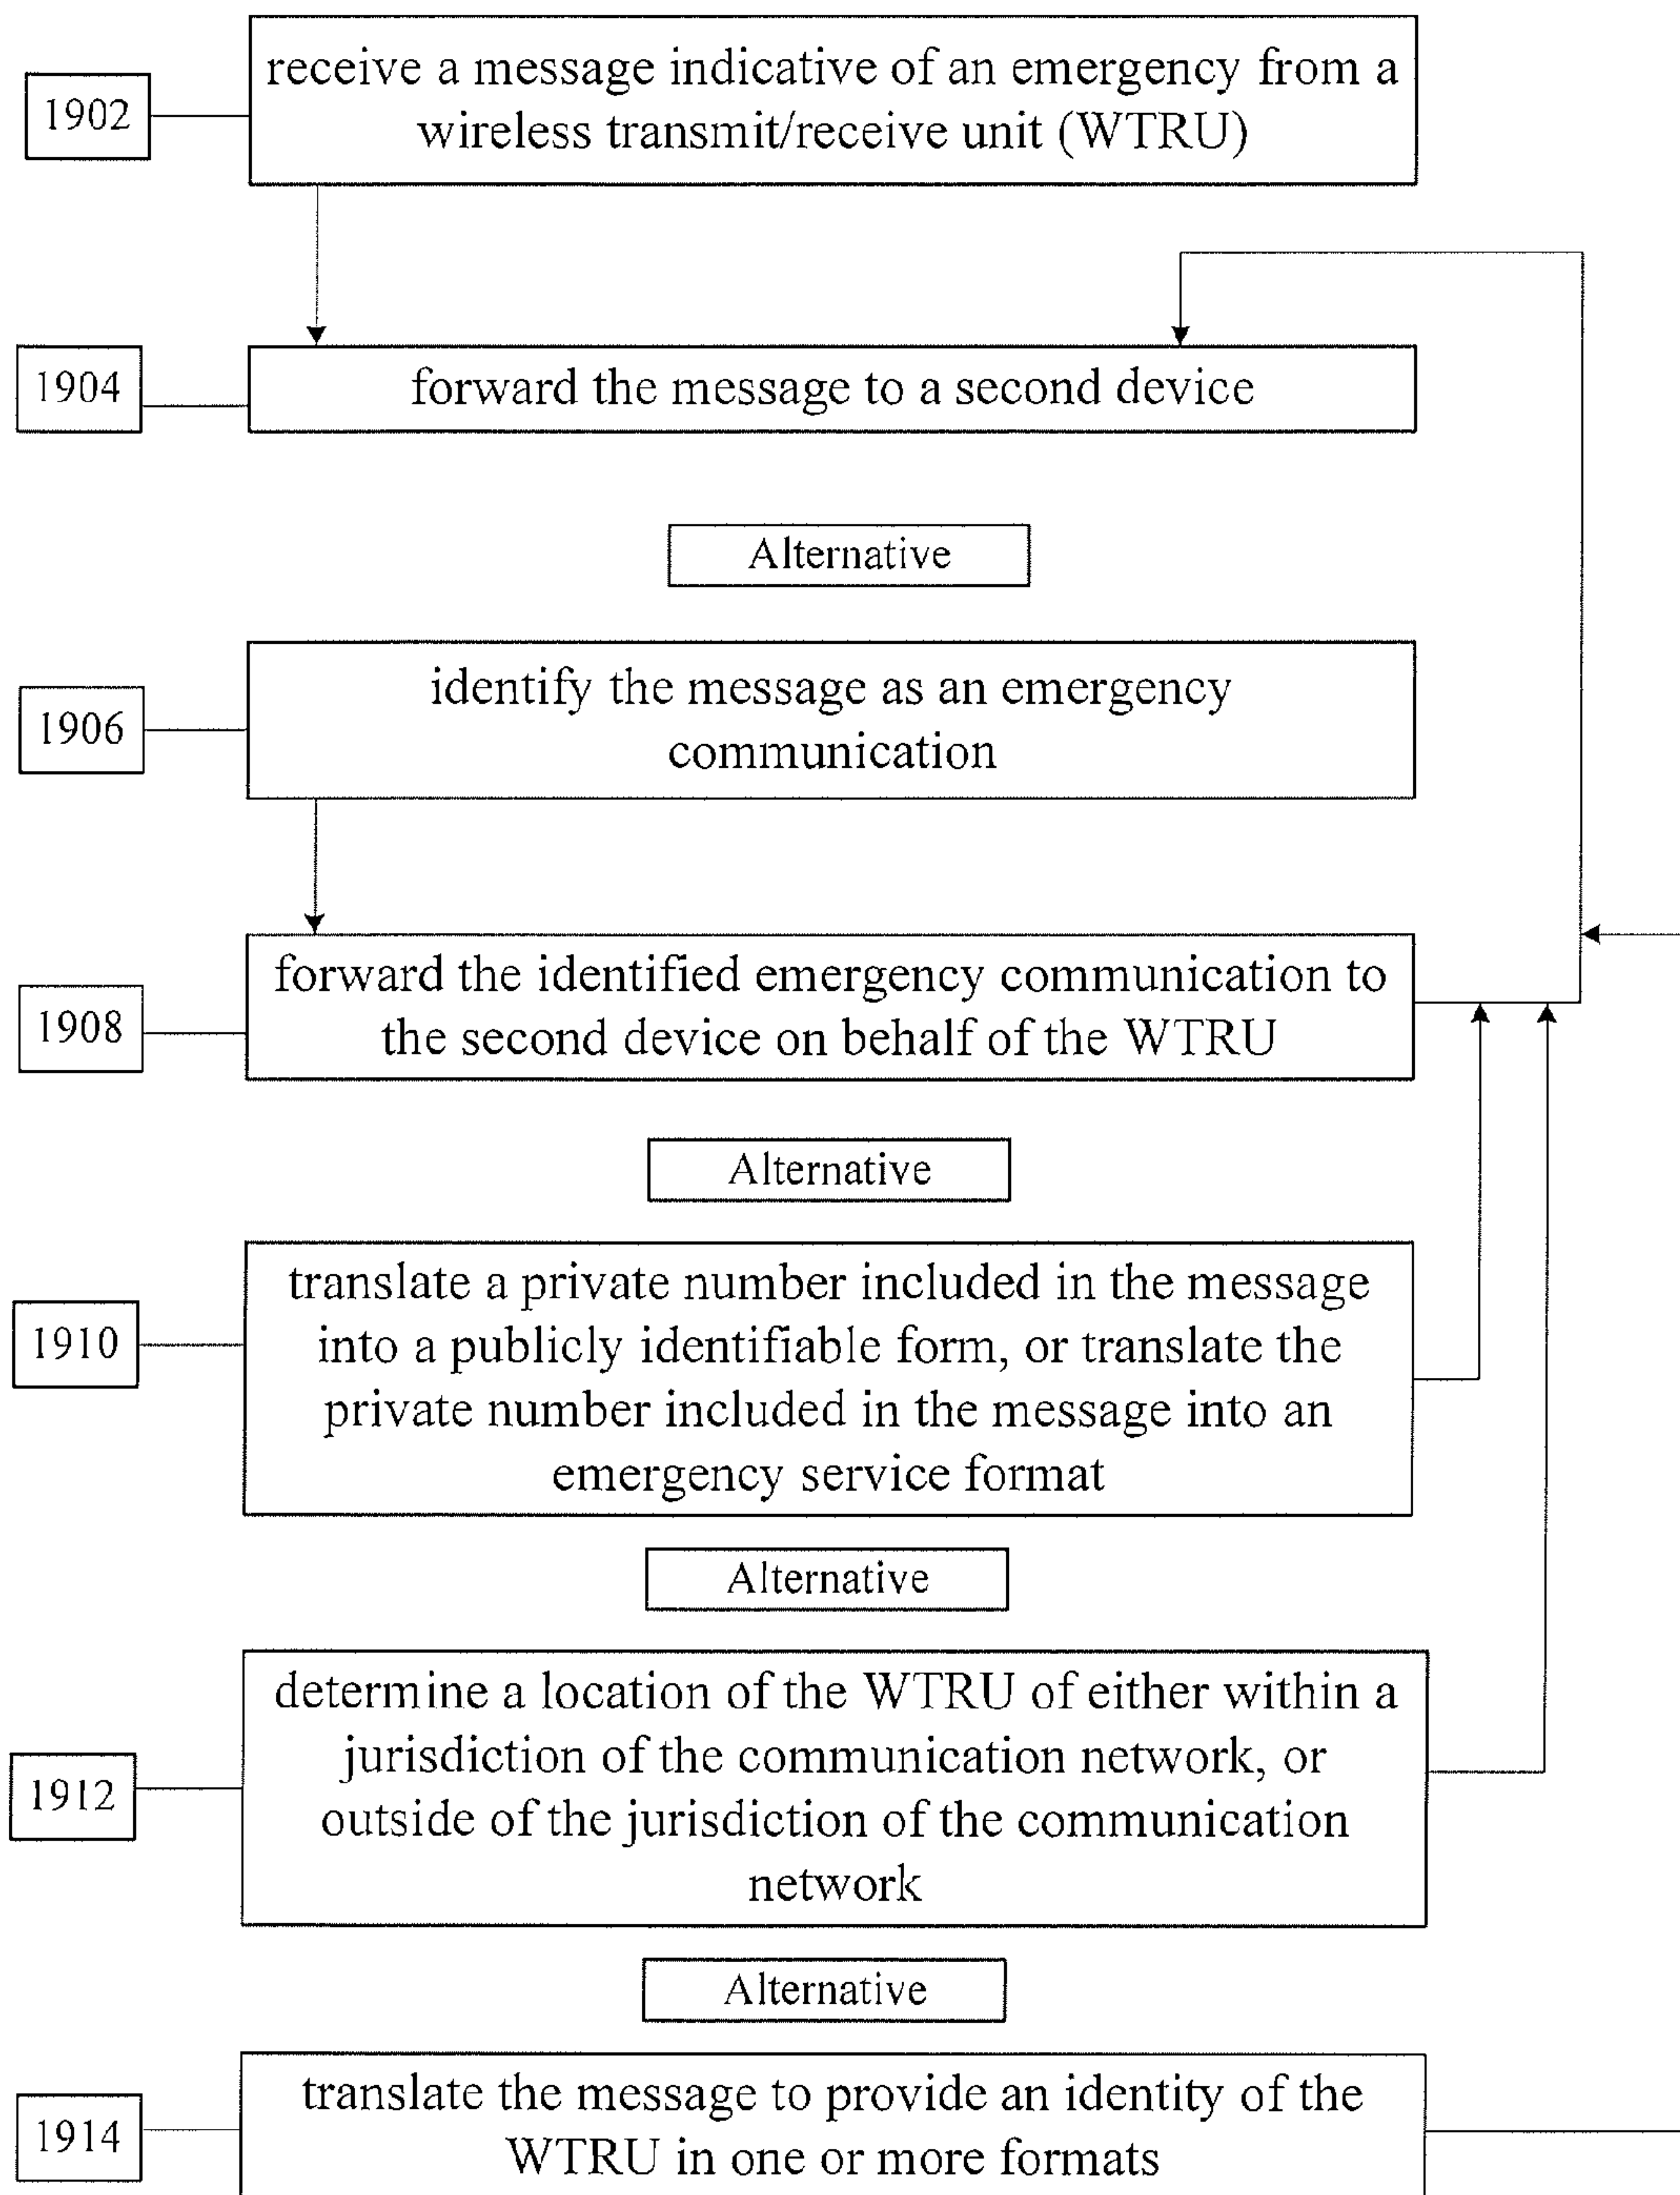 1902
receive a message indicative of an emergency from a
wireless transmit/receive unit (WTRU)
1904
forward the message to a second device
Alternative
1906
identify the message as an emergency
communication
1908
forward the identified emergency communication to
the second device on behalf of the WTRU
Alternative
1910
translate a private number included in the message
into a publicly identifiable form, or translate the
private number included in the message into an
emergency service format
Alternative
1912
determine a location of the WTRU of either within a
jurisdiction of the communication network, or
outside of the jurisdiction of the communication
network
Alternative
1914
translate the message to provide an identity of the
WTRU in one or more formats